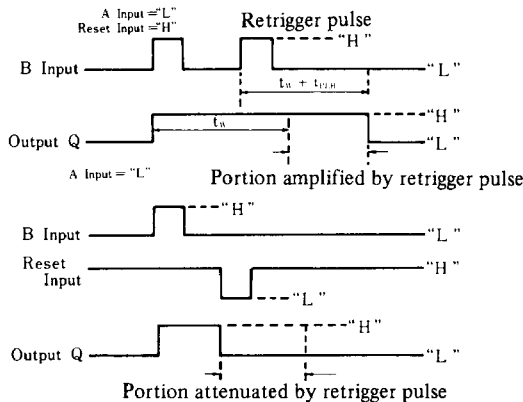 A Input = "L"
Reset Input = "H"
Retrigger pulse
"H"
B Input
"L"
tw + tPLH
"H"
tw
Output Q
"L"
A Input = "L"
Portion amplified by retrigger pulse
"H"
B Input
"L"
Reset
Input
"H"
"L"
"H"
Output Q
"L"
Portion attenuated by retrigger pulse